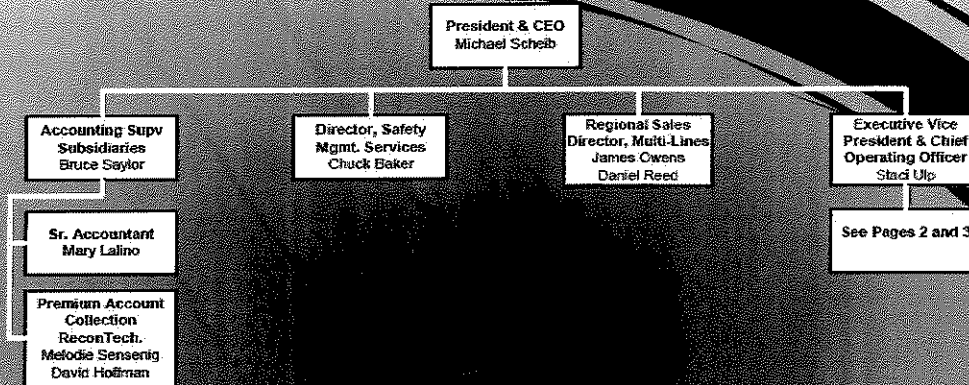 President & CEO
Michael Scheib
Accounting Supv
Subsidiaries
Bruce Saylor
Director, Safety
Mgmt. Services
Chuck Baker
Regional Sales
Director, Multi-Lines
James Owens
Daniel Reed
Executive Vice
President & Chief
Operating Officer
Staci Ulp
Sr. Accountant
Mary Lalino
See Pages 2 and 3
Premium Account
Collection
ReconTech.
Melodie Sensenig
David Hoffman